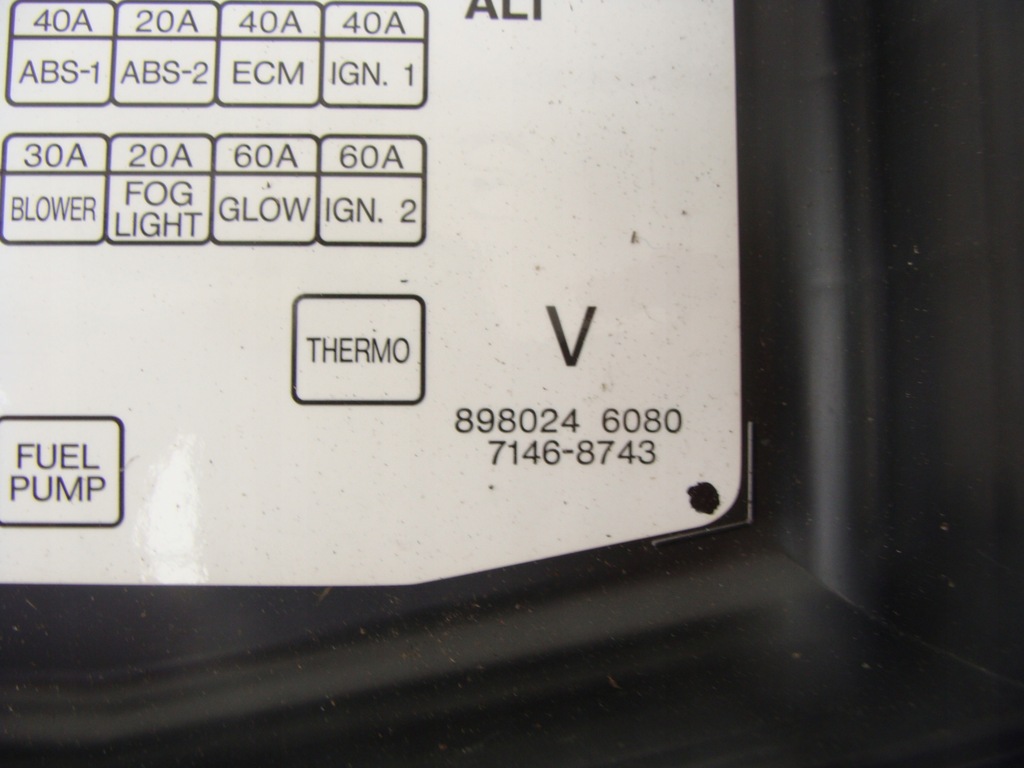 ALT
40A 20A 40A 40A
ABS-1 ABS-2 ECM IGN. 1
30A 20A 60A 60A
BLOWER FOG LIGHT GLOW IGN. 2
THERMO
V
898024 6080
7146-8743
FUEL
PUMP